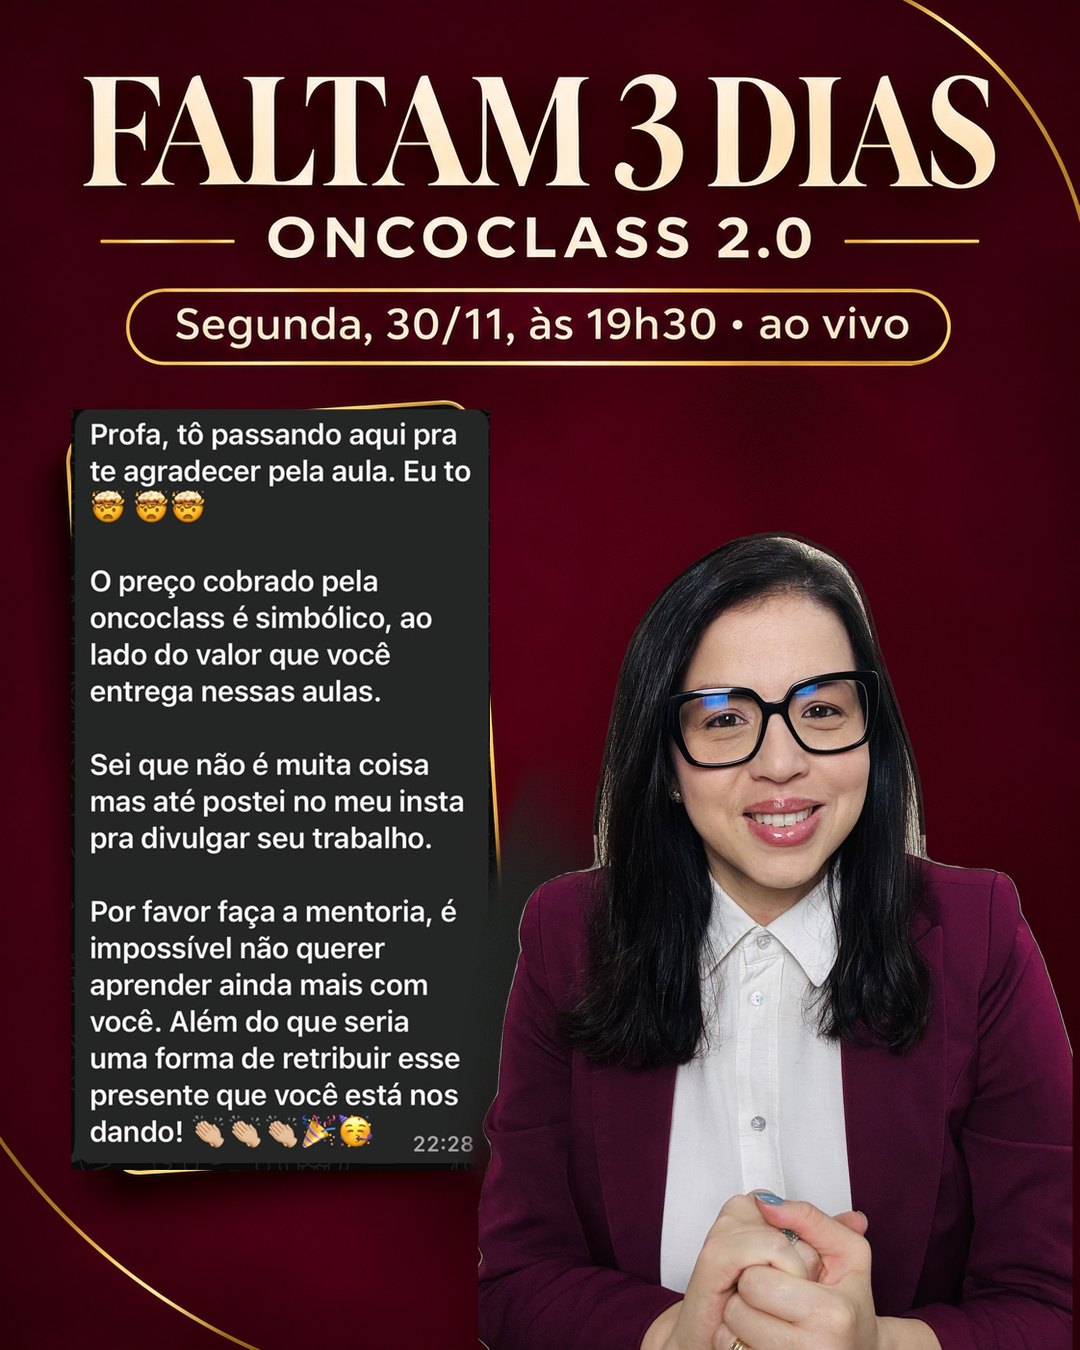 FALTAM 3 DIAS
ONCOCLASS 2.0
Segunda, 30/11, às 19h30 • ao vivo
Profa, tô passando aqui pra
te agradecer pela aula. Eu to
🤯 🤯🤯
O preço cobrado pela
oncoclass é simbólico, ao
lado do valor que você
entrega nessas aulas.
Sei que não é muita coisa
mas até postei no meu insta
pra divulgar seu trabalho.
Por favor faça a mentoria, é
impossível não querer
aprender ainda mais com
você. Além do que seria
uma forma de retribuir esse
presente que você está nos
dando! 👏🏼👏🏼👏🏼🎉🥳
22:28